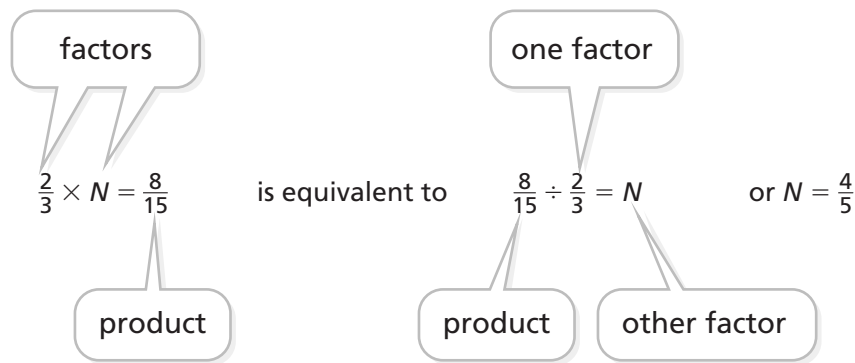 factors one factor
2/3 × N = 8/15 is equivalent to 8/15 ÷ 2/3 = N or N = 4/5
product product other factor